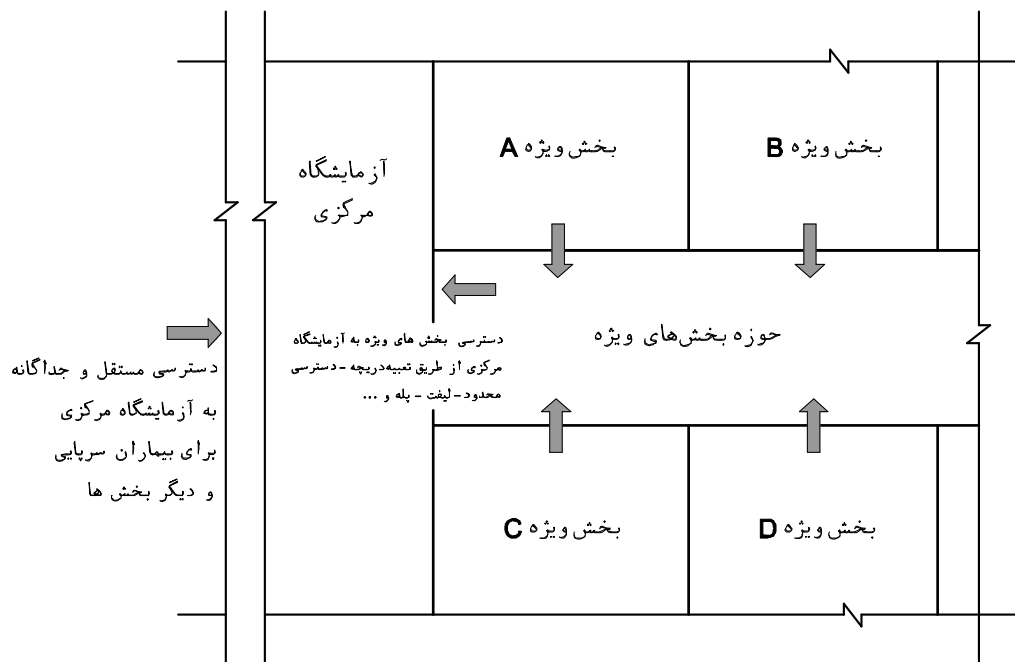 بخش ویژه B
بخش ویژه A
آزمایشگاه
مرکزی
حوزه بخش‌های ویژه
دسترسی بخش های ویژه به آزمایشگاه
مرکزی از طریق تعبیه‌دریچه - دسترسی
محدود - لیفت - پله و ...
دسترسی مستقل و جداگانه
به آزمایشگاه مرکزی
برای بیماران سرپایی
و دیگر بخش ها
بخش ویژه D
بخش ویژه C